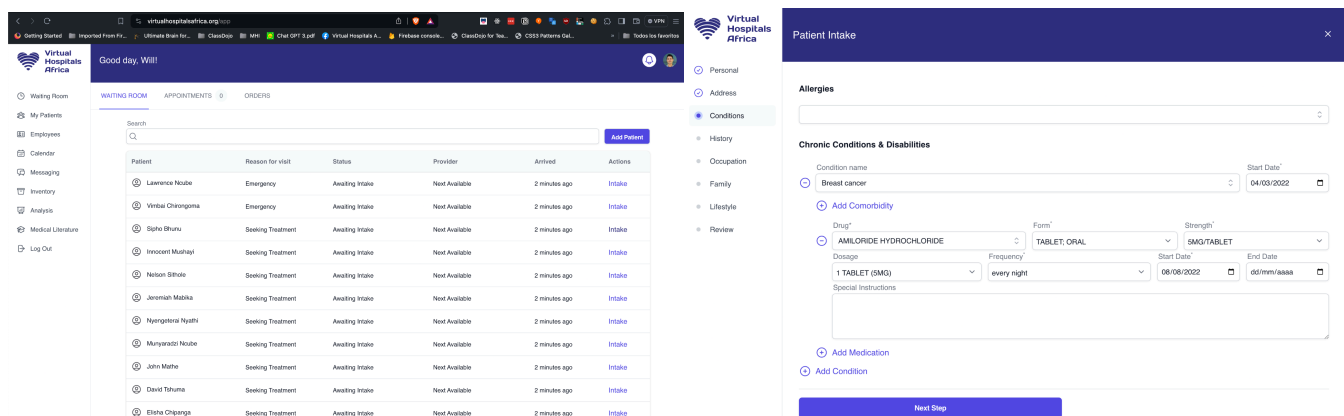 virtualhospitalsafrica.org/app
VPN
Getting Started Imported From Fir... Ultimate Brain for... ClassDojo MHI Chat GPT 3.pdf Virtual Hospitals A... Firebase console... ClassDojo for Tea... CSS3 Patterns Gal... » Todos los favoritos
Virtual
Hospitals
Africa
Good day, Will!
Waiting Room
My Patients
Employees
Calendar
Messaging
Inventory
Analysis
Medical Literature
Log Out
WAITING ROOM APPOINTMENTS 0 ORDERS
Search
Add Patient
Patient Reason for visit Status Provider Arrived Actions
Lawrence Ncube Emergency Awaiting Intake Next Available 2 minutes ago Intake
Vimbai Chirongoma Emergency Awaiting Intake Next Available 2 minutes ago Intake
Sipho Bhunu Seeking Treatment Awaiting Intake Next Available 2 minutes ago Intake
Innocent Mushayi Seeking Treatment Awaiting Intake Next Available 2 minutes ago Intake
Nelson Sithole Seeking Treatment Awaiting Intake Next Available 2 minutes ago Intake
Jeremiah Mabika Seeking Treatment Awaiting Intake Next Available 2 minutes ago Intake
Nyengeterai Nyathi Seeking Treatment Awaiting Intake Next Available 2 minutes ago Intake
Munyaradzi Ncube Seeking Treatment Awaiting Intake Next Available 2 minutes ago Intake
John Mathe Seeking Treatment Awaiting Intake Next Available 2 minutes ago Intake
David Tshuma Seeking Treatment Awaiting Intake Next Available 2 minutes ago Intake
Elisha Chipanga Seeking Treatment Awaiting Intake Next Available 2 minutes ago Intake
Virtual
Hospitals
Africa
Patient Intake
Personal
Address
Conditions
History
Occupation
Family
Lifestyle
Review
Allergies
Chronic Conditions & Disabilities
Condition name Start Date*
Breast cancer 04/03/2022
Add Comorbidity
Drug* Form* Strength*
AMILORIDE HYDROCHLORIDE TABLET; ORAL 5MG/TABLET
Dosage Frequency* Start Date* End Date
1 TABLET (5MG) every night 08/08/2022 dd/mm/aaaa
Special Instructions
Add Medication
Add Condition
Next Step